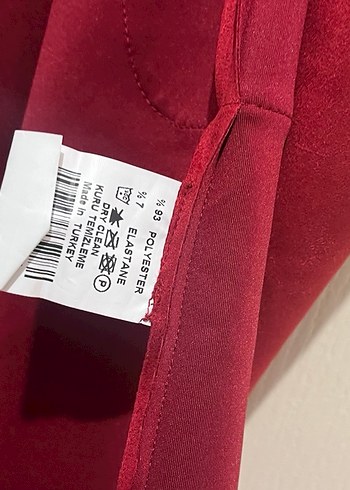 % 93 POLYESTER
% 7 ELASTANE
P
DRY CLEAN
KURU TEMİZLEME
Made in TURKEY